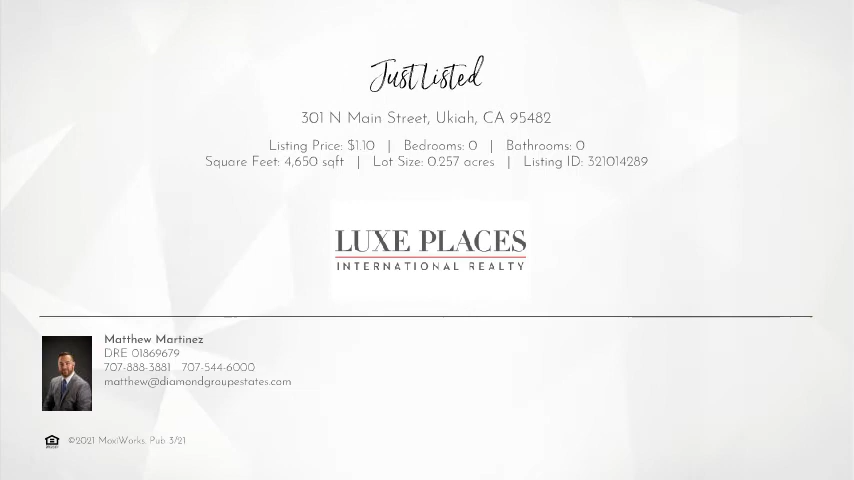 Just Listed
301 N Main Street, Ukiah, CA 95482
Listing Price: $1.10 | Bedrooms: 0 | Bathrooms: 0
Square Feet: 4,650 sqft | Lot Size: 0.257 acres | Listing ID: 321014289
LUXE PLACES
INTERNATIONAL REALTY
Matthew Martinez
DRE 01869679
707-888-3881 707-544-6000
matthew@diamondgroupestates.com
©2021 MoxiWorks, Pub 3/21